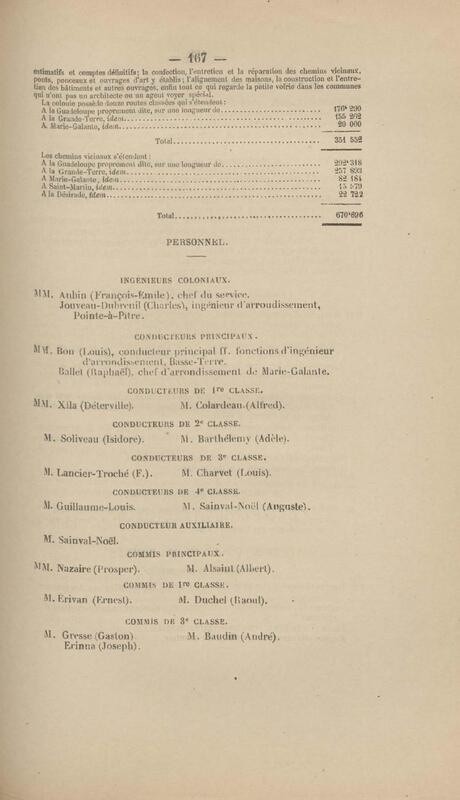 — 167 —
estimatifs et comptes définitifs; la confection, l'entretien et la réparation des chemins vicinaux,
ponts, ponceaux et ouvrages d'art y établis; l'alignement des maisons, la construction et l'entre-
tien des bâtiments et autres ouvrages, enfin tout ce qui regarde la petite voirie dans les communes
qui n'ont pas un architecte ou un agent voyer spécial.
La colonie possède douze routes classées qui s'étendent :
A la Guadeloupe proprement dite, sur une longueur de........ 176k 290
A la Grande-Terre, idem........ 155 262
A Marie-Galante, idem........ 20 000
Total........ 351 552
Les chemins vicinaux s'étendent :
A la Guadeloupe proprement dite, sur une longueur de........ 292k 318
A la Grande-Terre, idem........ 257 893
A Marie-Galante, idem........ 82 184
A Saint-Martin, idem........ 15 579
A la Désirade, idem........ 22 722
Total........ 670k 696
PERSONNEL.
INGÉNIEURS COLONIAUX.
MM. Aubin (François-Emile), chef du service.
Jouveau-Dubreuil (Charles), ingénieur d'arrondissement,
Pointe-à-Pitre.
CONDUCTEURS PRINCIPAUX.
MM. Bon (Louis), conducteur principal ff. fonctions d'ingénieur
d'arrondissement, Basse-Terre.
Ballet (Raphaël), chef d'arrondissement de Marie-Galante.
CONDUCTEURS DE 1re CLASSE.
MM. Xila (Déterville). M. Colardeau (Alfred).
CONDUCTEURS DE 2e CLASSE.
M. Soliveau (Isidore). M. Barthélemy (Adèle).
CONDUCTEURS DE 3e CLASSE.
M. Lancier-Troché (F.). M. Charvet (Louis).
CONDUCTEURS DE 4e CLASSE.
M. Guillaume-Louis. M. Sainval-Noël (Auguste).
CONDUCTEUR AUXILIAIRE.
M. Sainval-Noël.
COMMIS PRINCIPAUX.
MM. Nazaire (Prosper). M. Alsaint (Albert).
COMMIS DE 1re CLASSE.
M. Erivan (Ernest). M. Duchel (Raoul).
COMMIS DE 3e CLASSE.
M. Gresse (Gaston) M. Baudin (André).
Erinna (Joseph).